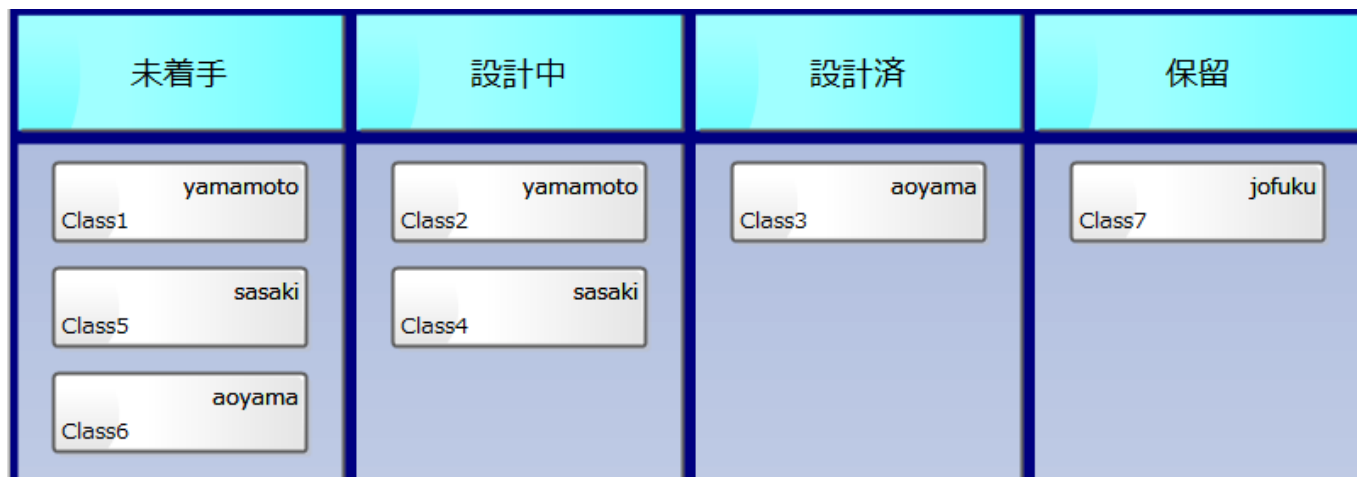 未着手
設計中
設計済
保留
yamamoto
Class1
sasaki
Class5
aoyama
Class6
yamamoto
Class2
sasaki
Class4
aoyama
Class3
jofuku
Class7